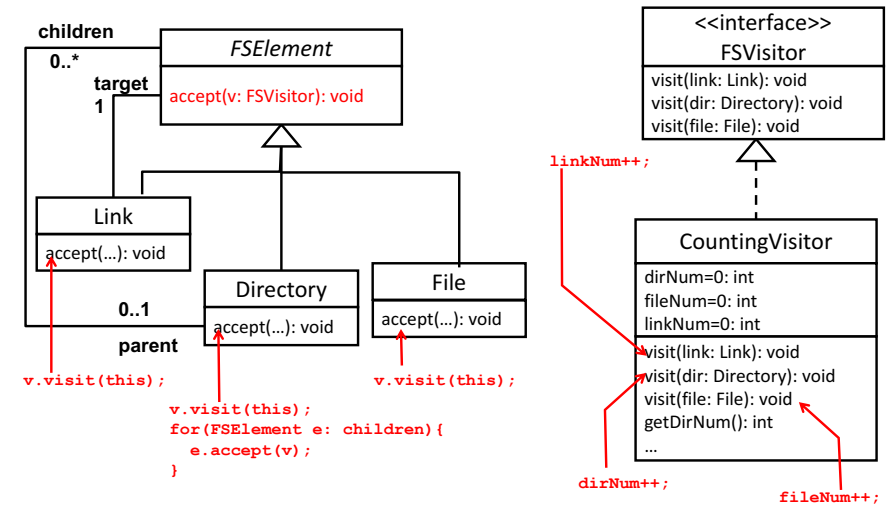 children
0..*
FSElement
target
1
accept(v: FSVisitor): void
Link
accept(…): void
Directory
accept(…): void
File
accept(…): void
0..1
parent
v.visit(this);
v.visit(this);
for(FSElement e: children){
e.accept(v);
}
v.visit(this);
<<interface>>
FSVisitor
visit(link: Link): void
visit(dir: Directory): void
visit(file: File): void
linkNum++;
CountingVisitor
dirNum=0: int
fileNum=0: int
linkNum=0: int
visit(link: Link): void
visit(dir: Directory): void
visit(file: File): void
getDirNum(): int
…
dirNum++;
fileNum++;